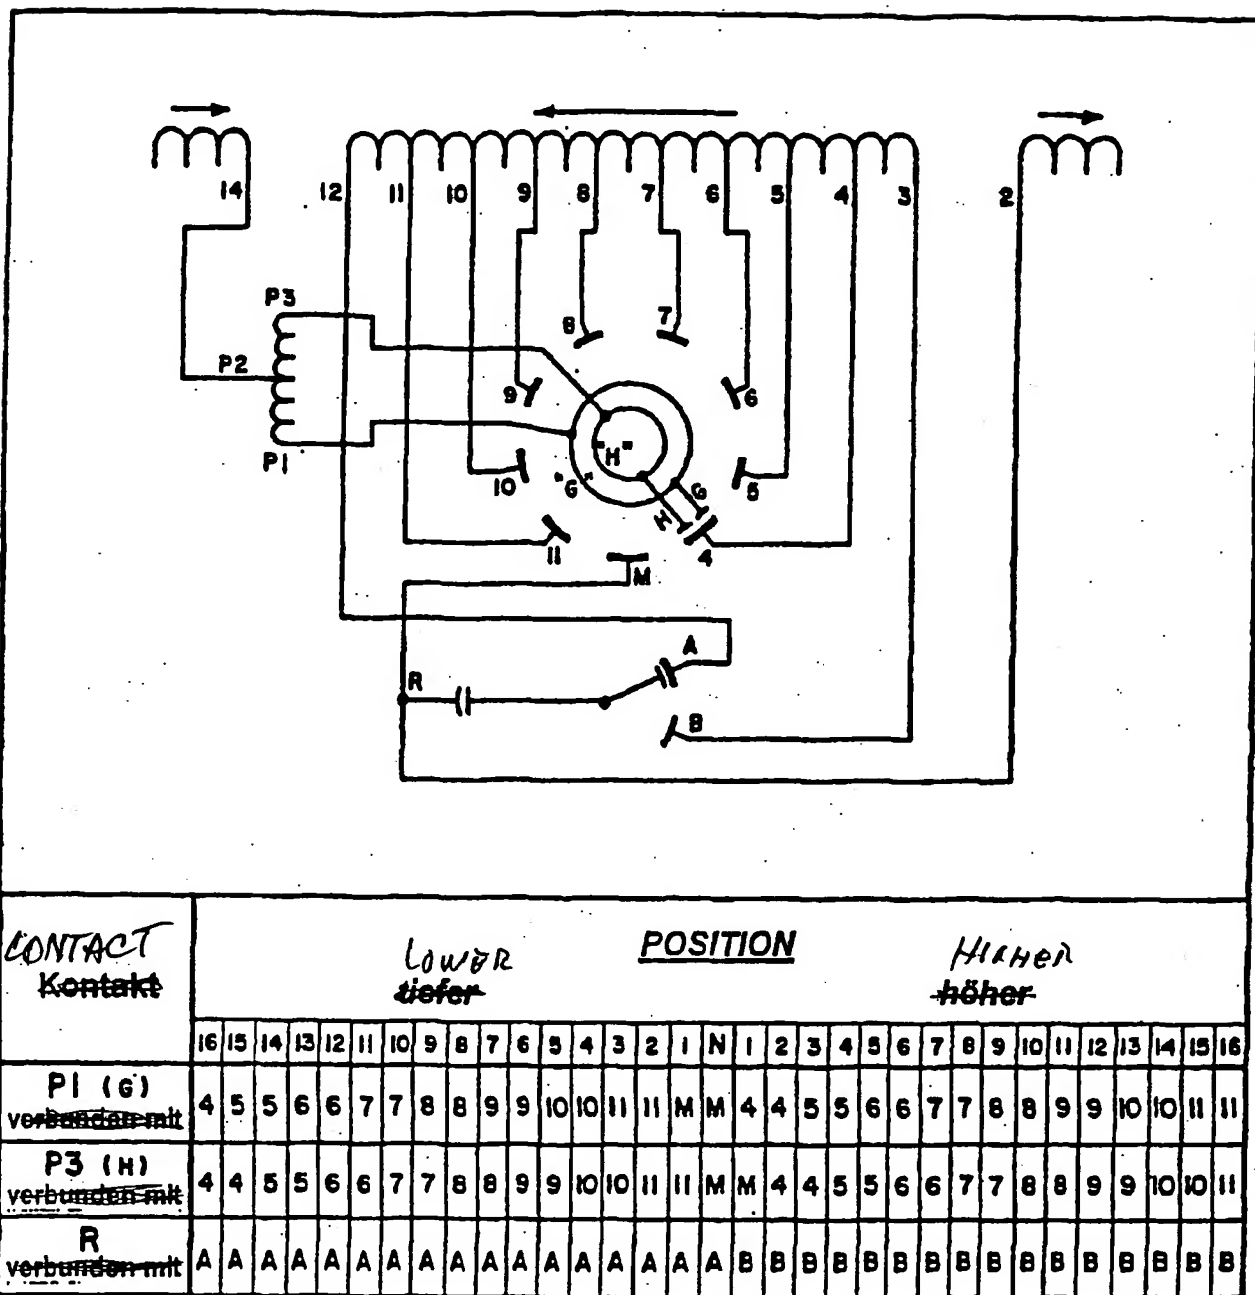 14 12 11 10 9 8 7 6 5 4 3 2
P3
8 7
P2
9 6
"H"
P1
10 "G" G 5
H
11 4
M
A
R
B
CONTACT LOWER POSITION HIGHER
Kontakt tiefer höher
16 15 14 13 12 11 10 9 8 7 6 5 4 3 2 1 N 1 2 3 4 5 6 7 8 9 10 11 12 13 14 15 16
P1 (G)
verbunden mit 4 5 5 6 6 7 7 8 8 9 9 10 10 11 11 M M 4 4 5 5 6 6 7 7 8 8 9 9 10 10 11 11
P3 (H)
verbunden mit 4 4 5 5 6 6 7 7 8 8 9 9 10 10 11 11 M M 4 4 5 5 6 6 7 7 8 8 9 9 10 10 11
R
verbunden mit A A A A A A A A A A A A A A A A A B B B B B B B B B B B B B B B B